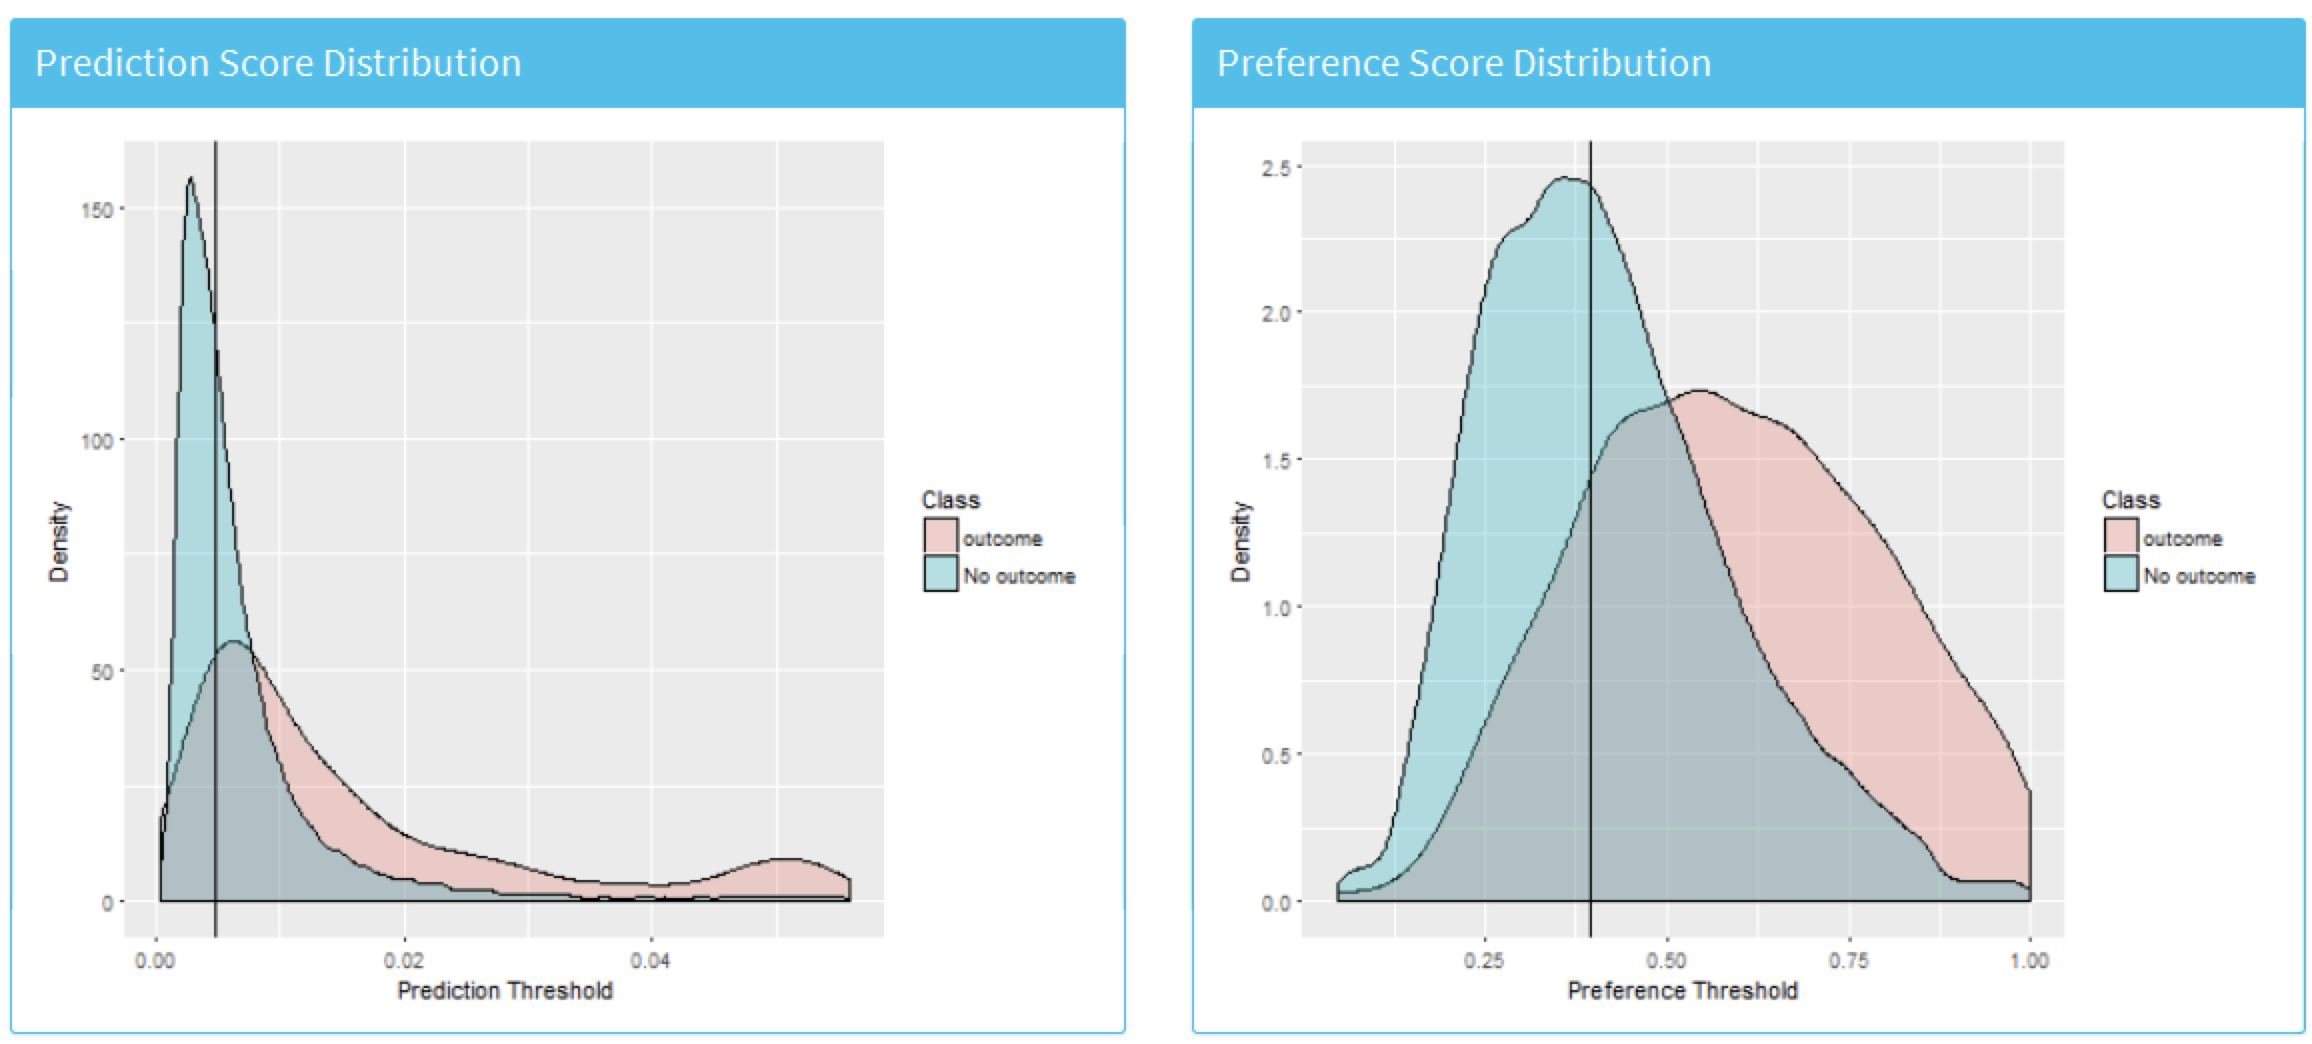 Prediction Score Distribution
150
100
50
0
Density
0.00
0.02
0.04
Prediction Threshold
Class
outcome
No outcome
Preference Score Distribution
2.5
2.0
1.5
1.0
0.5
0.0
Density
0.25
0.50
0.75
1.00
Preference Threshold
Class
outcome
No outcome